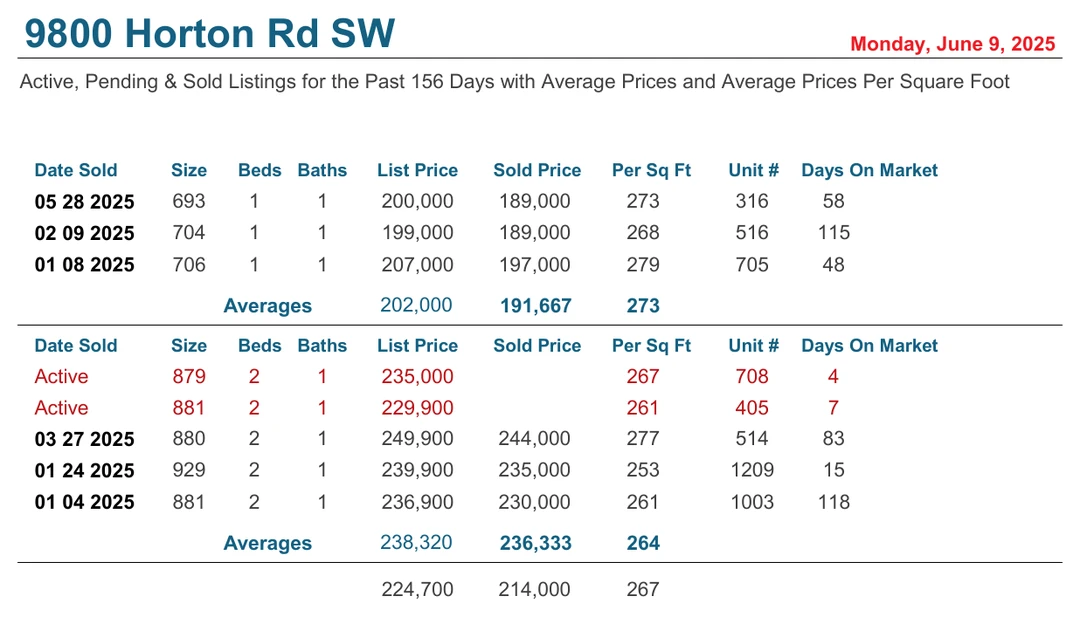 9800 Horton Rd SW
Monday, June 9, 2025
Active, Pending & Sold Listings for the Past 156 Days with Average Prices and Average Prices Per Square Foot
Date Sold Size Beds Baths List Price Sold Price Per Sq Ft Unit # Days On Market
05 28 2025 693 1 1 200,000 189,000 273 316 58
02 09 2025 704 1 1 199,000 189,000 268 516 115
01 08 2025 706 1 1 207,000 197,000 279 705 48
Averages 202,000 191,667 273
Date Sold Size Beds Baths List Price Sold Price Per Sq Ft Unit # Days On Market
Active 879 2 1 235,000 267 708 4
Active 881 2 1 229,900 261 405 7
03 27 2025 880 2 1 249,900 244,000 277 514 83
01 24 2025 929 2 1 239,900 235,000 253 1209 15
01 04 2025 881 2 1 236,900 230,000 261 1003 118
Averages 238,320 236,333 264
224,700 214,000 267